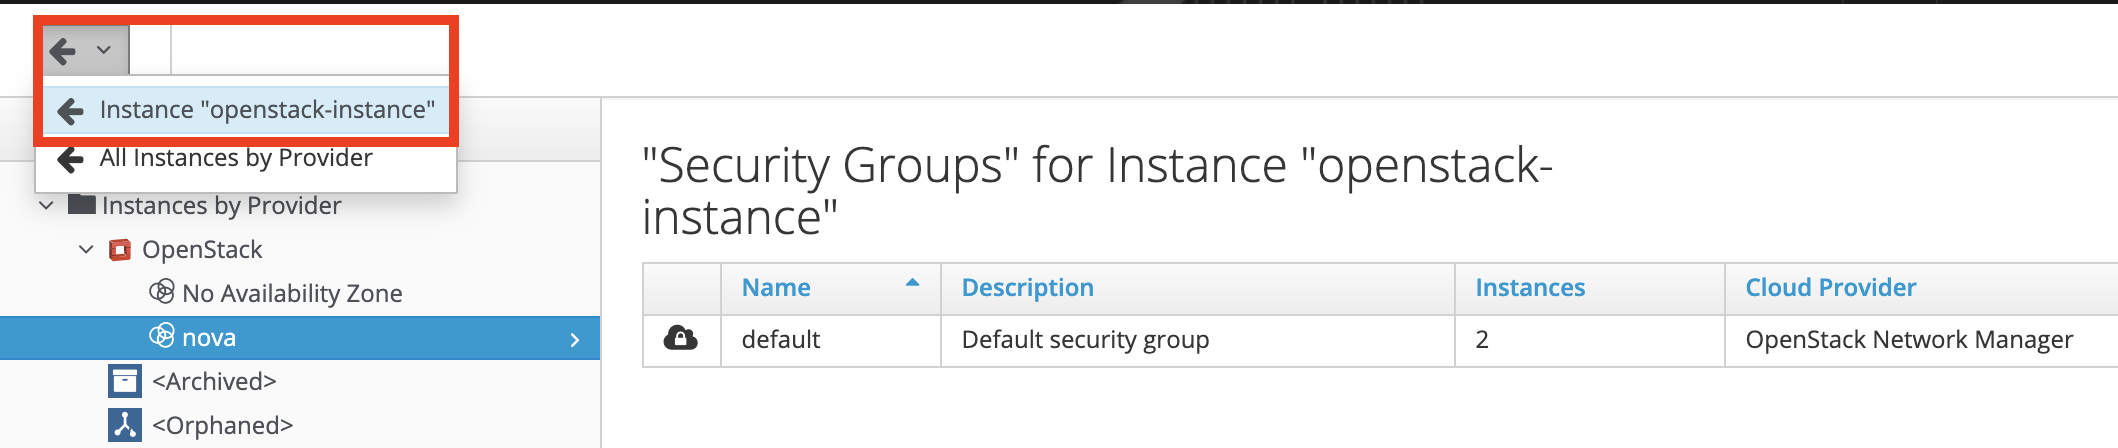 Instance "openstack-instance"
All Instances by Provider
Instances by Provider
OpenStack
No Availability Zone
nova
<Archived>
<Orphaned>
"Security Groups" for Instance "openstack-
instance"
Name Description Instances Cloud Provider
default Default security group 2 OpenStack Network Manager